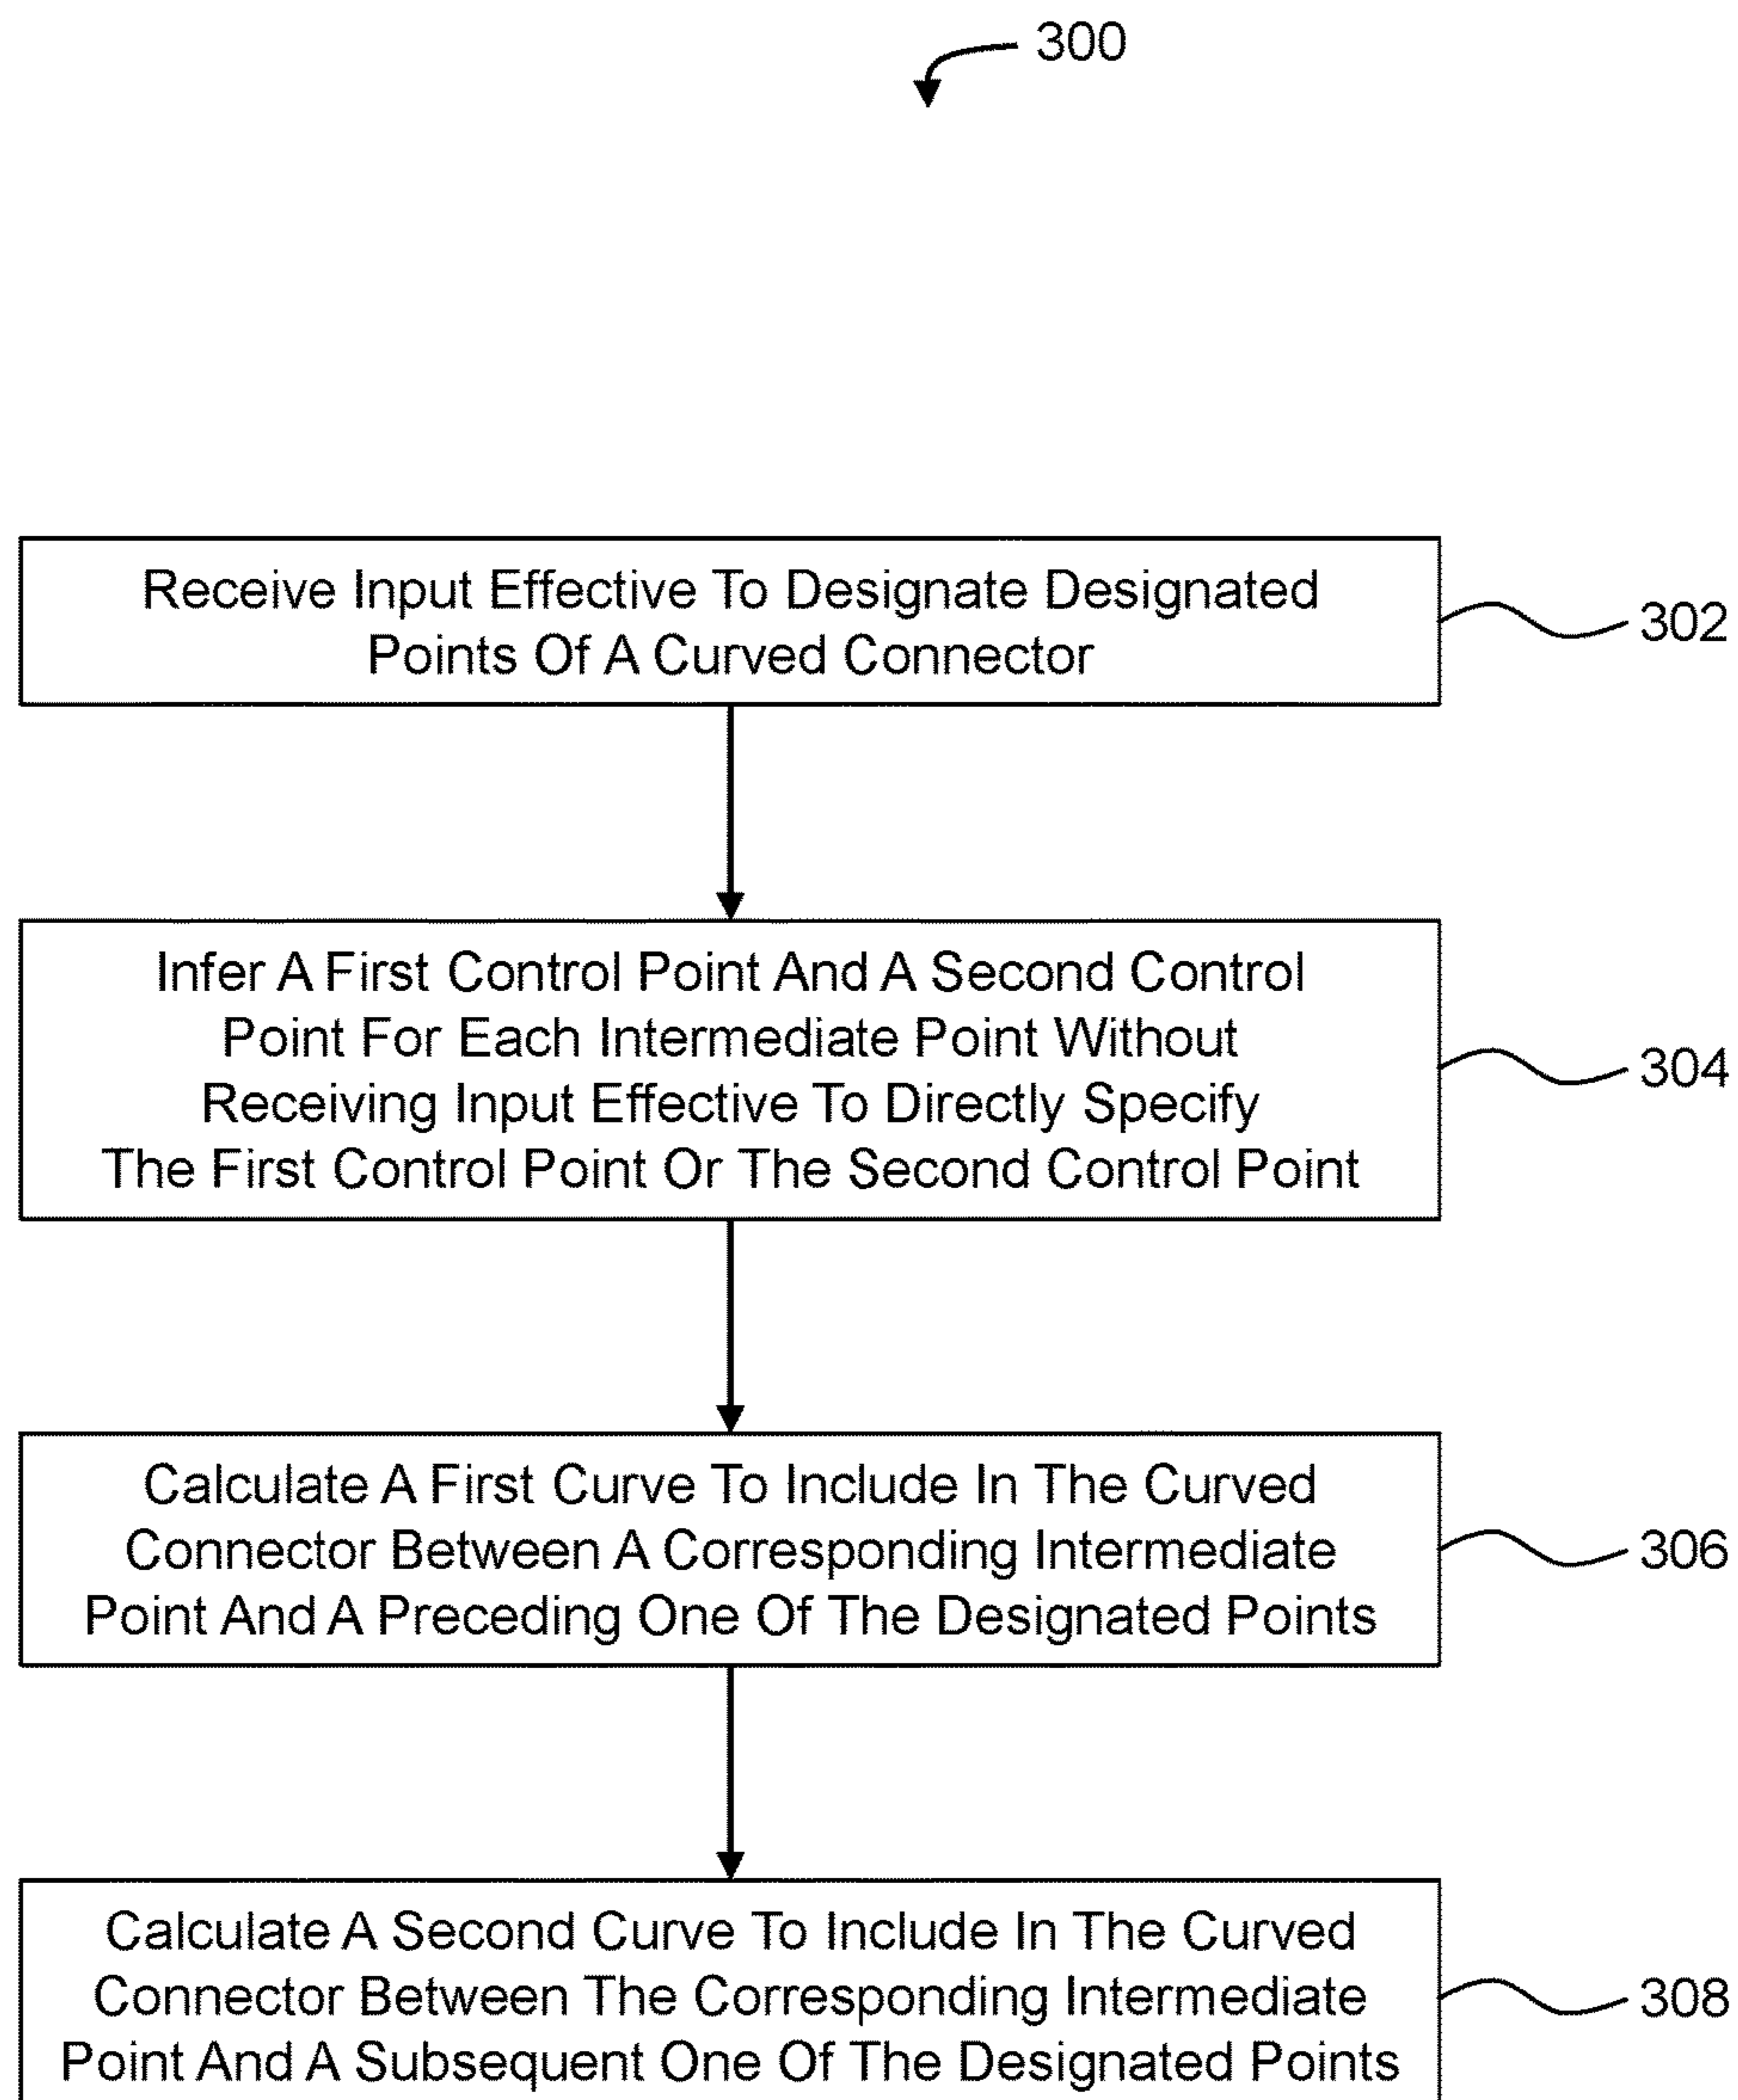 300
Receive Input Effective To Designate Designated
Points Of A Curved Connector
302
Infer A First Control Point And A Second Control
Point For Each Intermediate Point Without
Receiving Input Effective To Directly Specify
The First Control Point Or The Second Control Point
304
Calculate A First Curve To Include In The Curved
Connector Between A Corresponding Intermediate
Point And A Preceding One Of The Designated Points
306
Calculate A Second Curve To Include In The Curved
Connector Between The Corresponding Intermediate
Point And A Subsequent One Of The Designated Points
308